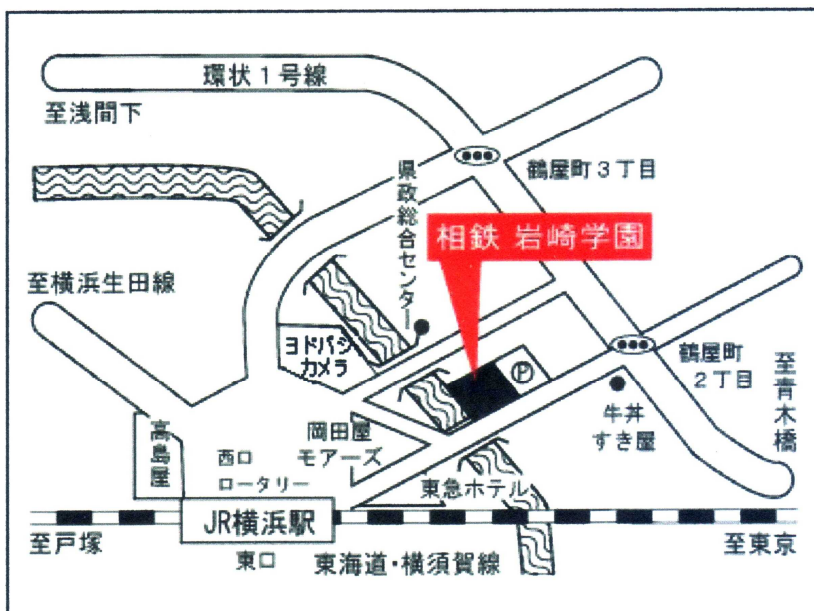 環状1号線
至浅間下
鶴屋町3丁目
県政総合センター
相鉄 岩崎学園
至横浜生田線
ヨドバシ
カメラ
Ⓟ
鶴屋町
2丁目
至青木橋
牛丼
すき屋
高島屋
西口
ロータリー
岡田屋
モアーズ
東急ホテル
JR横浜駅
至戸塚
東口
東海道・横須賀線
至東京